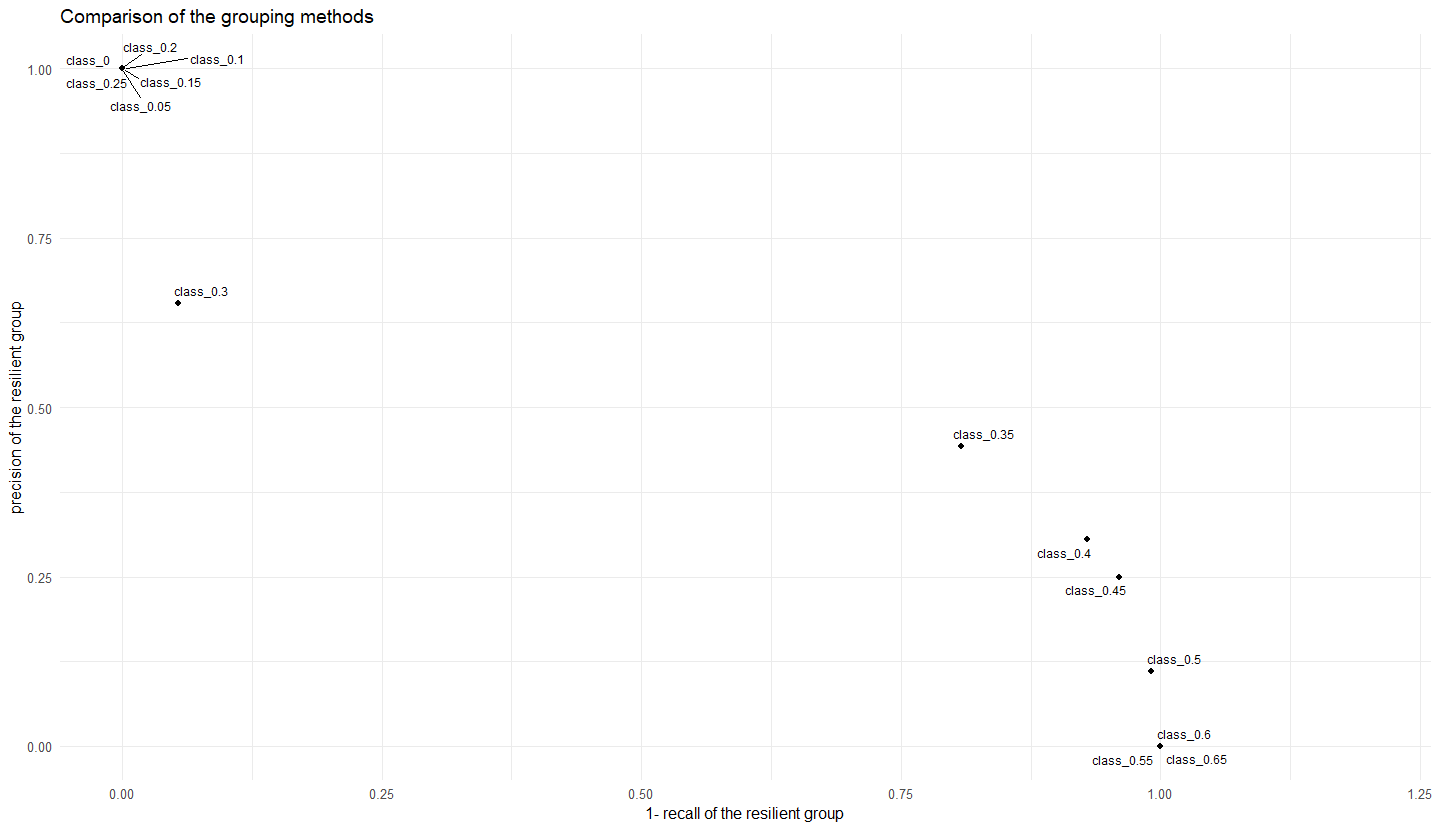 Comparison of the grouping methods
class_0.2
class_0
class_0.1
1.00
class_0.25
class_0.15
class_0.05
0.75
class_0.3
precision of the resilient group
0.50
class_0.35
class_0.4
0.25
class_0.45
class_0.5
class_0.6
0.00
class_0.55
class_0.65
0.00
0.25
0.50
0.75
1.00
1.25
1- recall of the resilient group